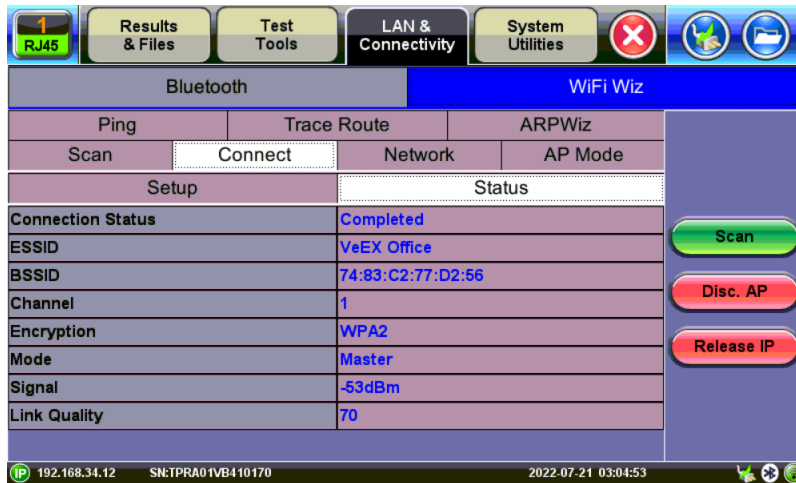 1 RJ45
Results & Files
Test Tools
LAN & Connectivity
System Utilities
Bluetooth WiFi Wiz
Ping Trace Route ARPWiz
Scan Connect Network AP Mode
Setup Status
Connection Status Completed
ESSID VeEX Office
BSSID 74:83:C2:77:D2:56
Channel 1
Encryption WPA2
Mode Master
Signal -53dBm
Link Quality 70
Scan
Disc. AP
Release IP
IP 192.168.34.12 SN:TPRA01VB410170 2022-07-21 03:04:53